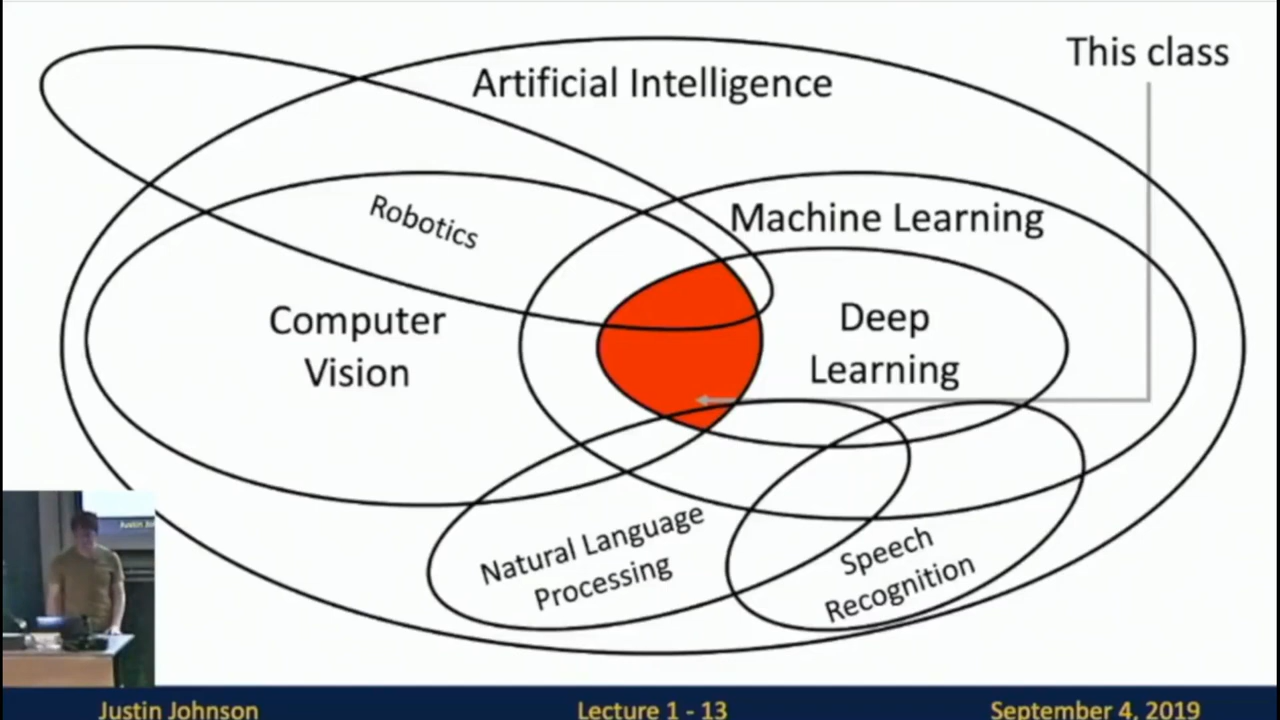 This class
Artificial Intelligence
Robotics
Machine Learning
Computer
Vision
Deep
Learning
Natural Language
Processing
Speech
Recognition
Justin Johnson
Lecture 1 - 13
September 4, 2019